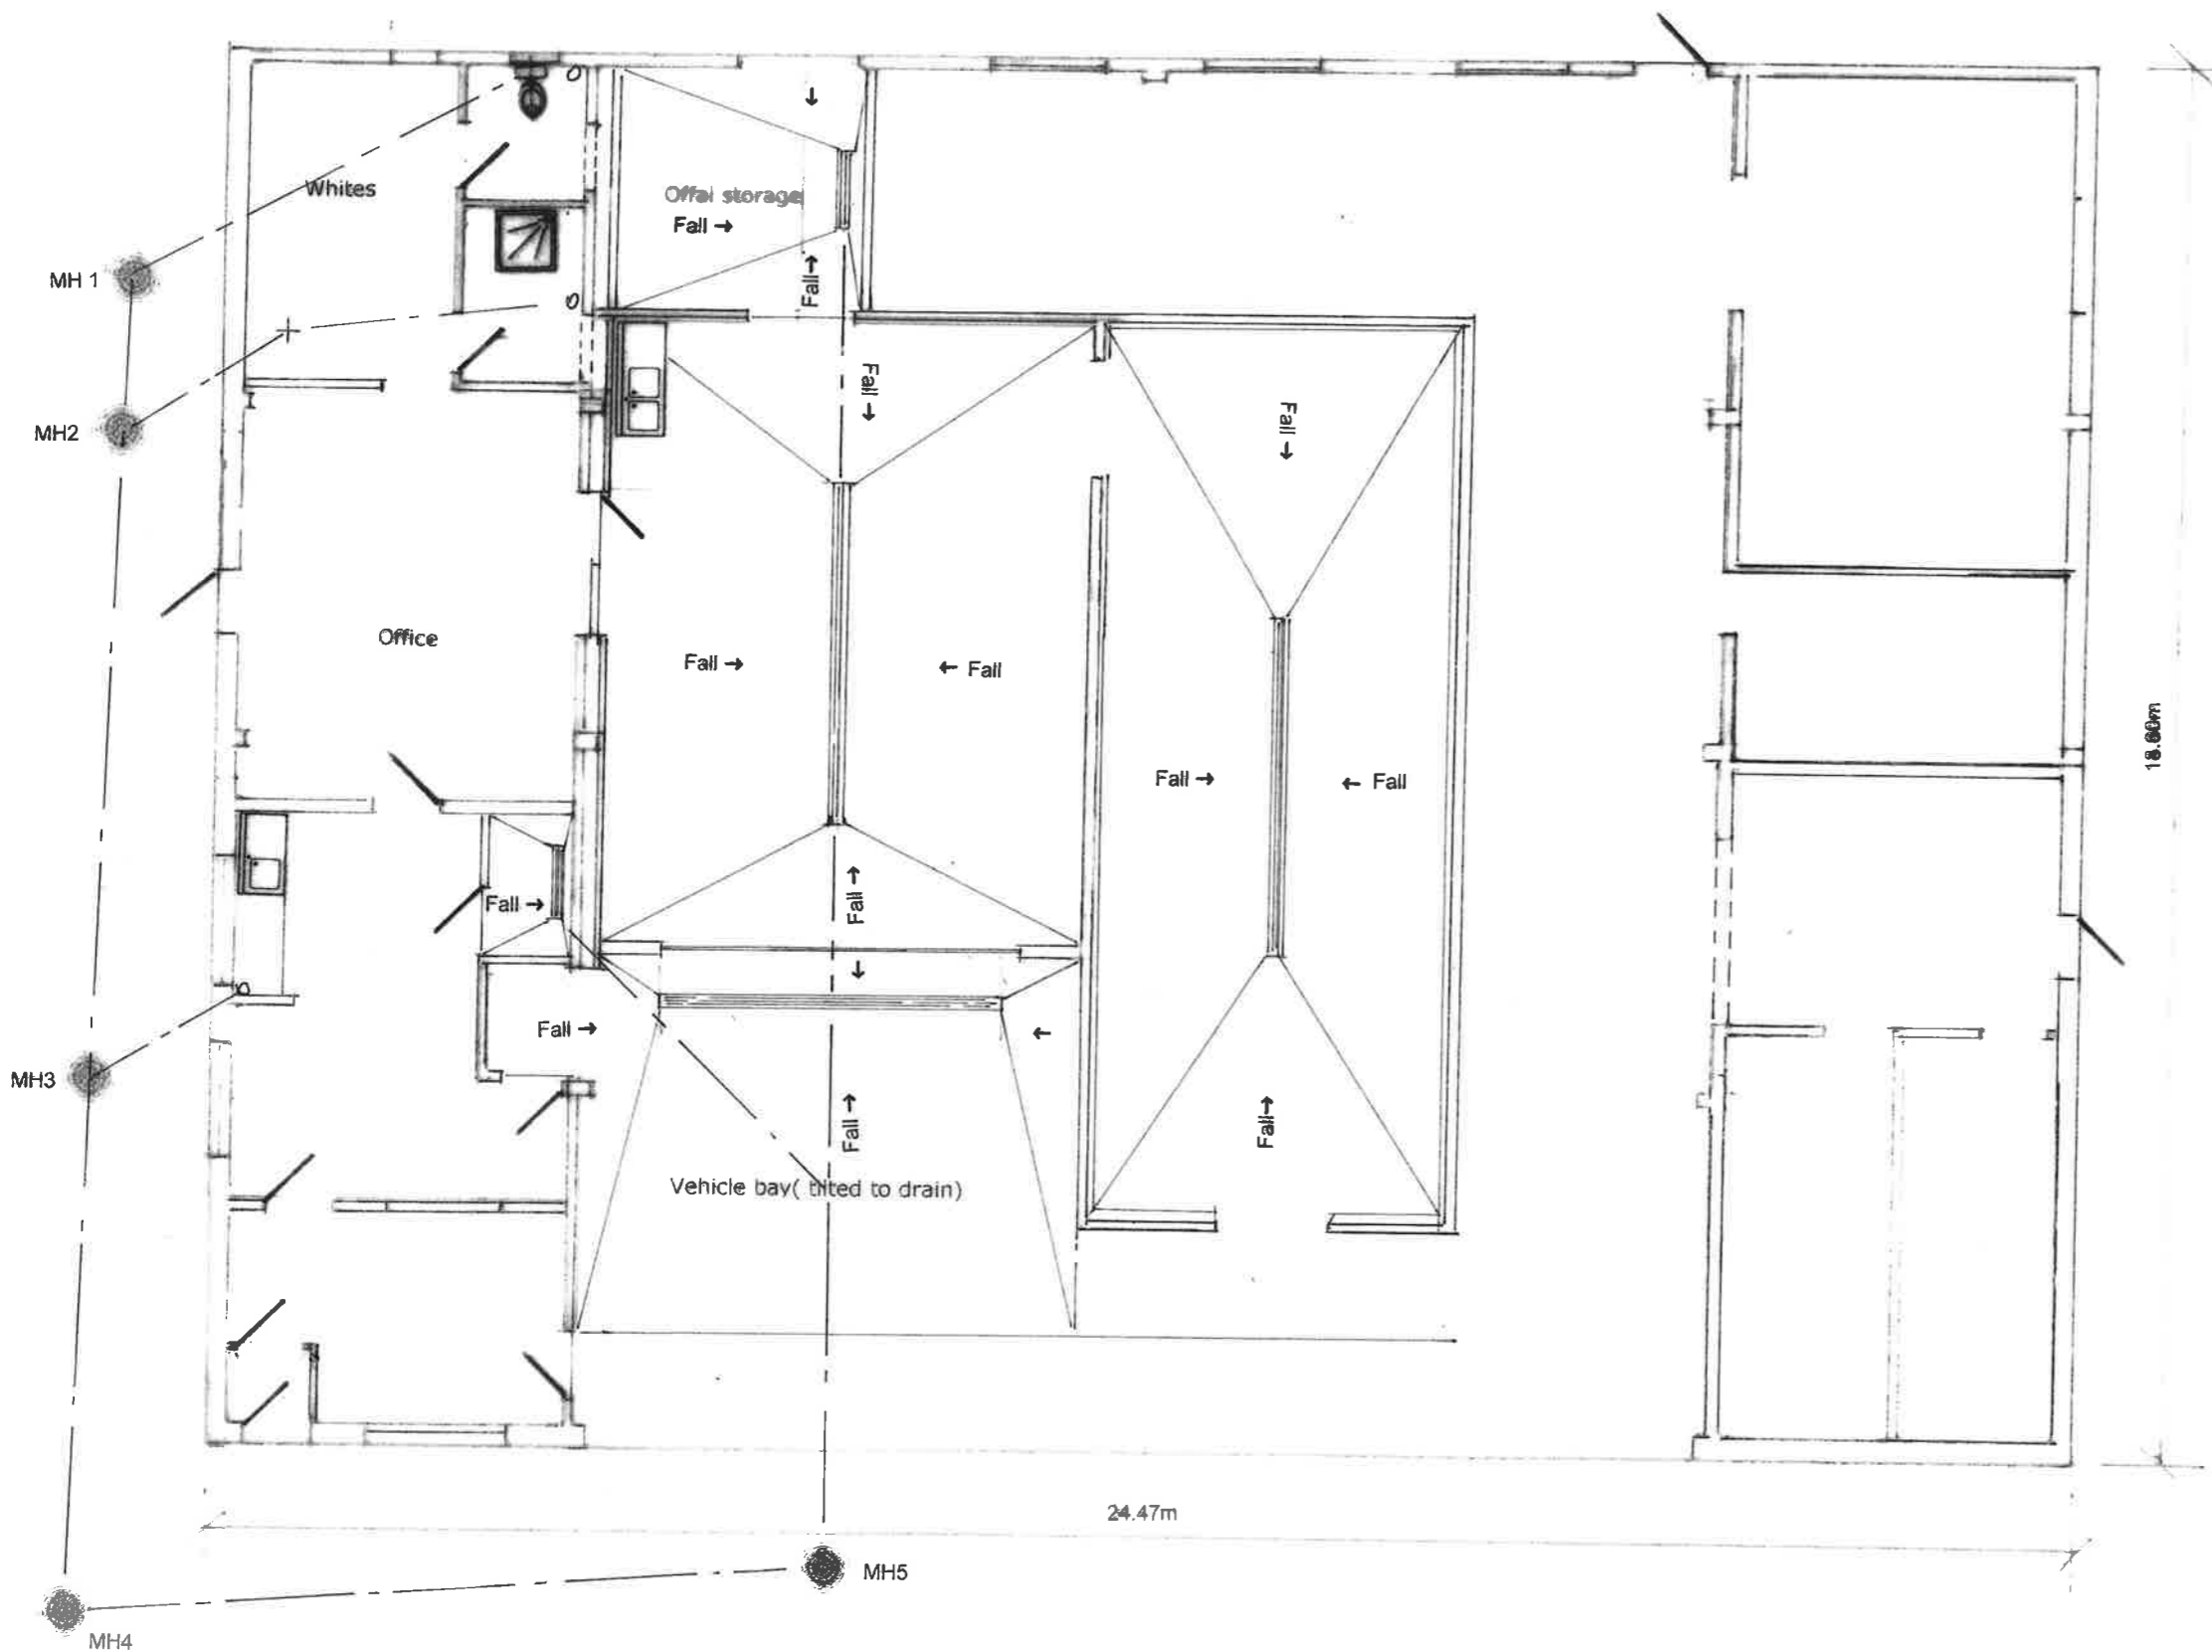 Whites
Offal storage
Fall →
Fall →
MH 1
MH2
Fall →
Fall →
Office
Fall →
← Fall
Fall →
← Fall
Fall →
Fall →
Fall →
MH3
Fall →
Fall →
Vehicle bay( tilted to drain)
24.47m
MH5
MH4